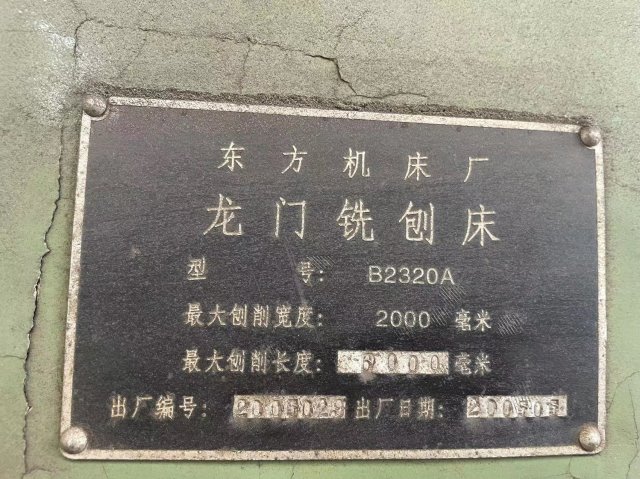 东方机床厂
龙门铣刨床
型 号: B2320A
最大刨削宽度: 2000 毫米
最大刨削长度: 6000 毫米
出厂编号: 出厂日期: